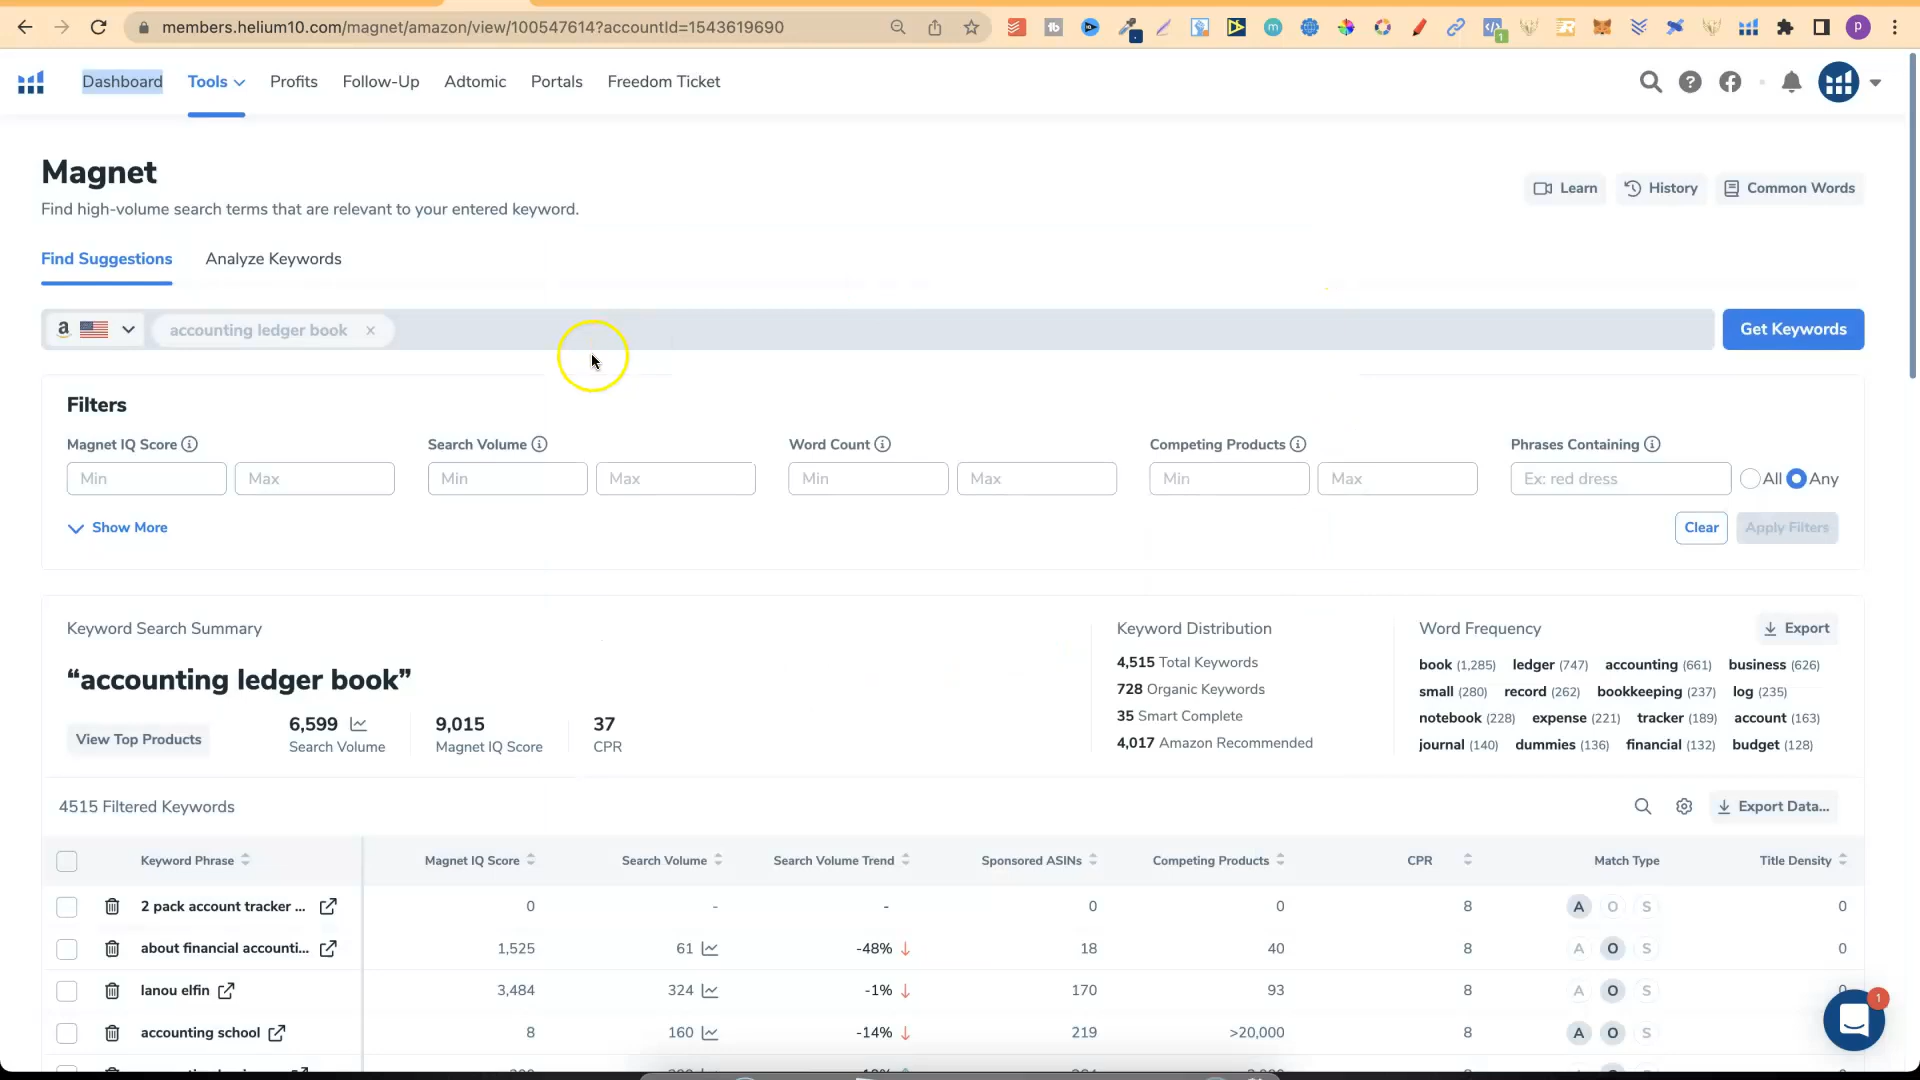 members.helium10.com/magnet/amazon/view/100547614?accountId=1543619690
Dashboard Tools Profits Follow-Up Adtomic Portals Freedom Ticket
Magnet
Find high-volume search terms that are relevant to your entered keyword.
Learn History Common Words
Find Suggestions Analyze Keywords
accounting ledger book × Get Keywords
Filters
Magnet IQ Score Search Volume Word Count Competing Products Phrases Containing
Min Max Min Max Min Max Min Max Ex: red dress All Any
Show More Clear Apply Filters
Keyword Search Summary
“accounting ledger book”
View Top Products
6,599
Search Volume
9,015
Magnet IQ Score
37
CPR
Keyword Distribution
4,515 Total Keywords
728 Organic Keywords
35 Smart Complete
4,017 Amazon Recommended
Word Frequency Export
book (1,285) ledger (747) accounting (661) business (626)
small (280) record (262) bookkeeping (237) log (235)
notebook (228) expense (221) tracker (189) account (163)
journal (140) dummies (136) financial (132) budget (128)
4515 Filtered Keywords Export Data...
Keyword Phrase Magnet IQ Score Search Volume Search Volume Trend Sponsored ASINs Competing Products CPR Match Type Title Density
2 pack account tracker ... 0 - - 0 0 8 A O S 0
about financial accounti... 1,525 61 -48% 18 40 8 A O S 0
lanou elfin 3,484 324 -1% 170 93 8 A O S 0
accounting school 8 160 -14% 219 >20,000 8 A O S 0
1